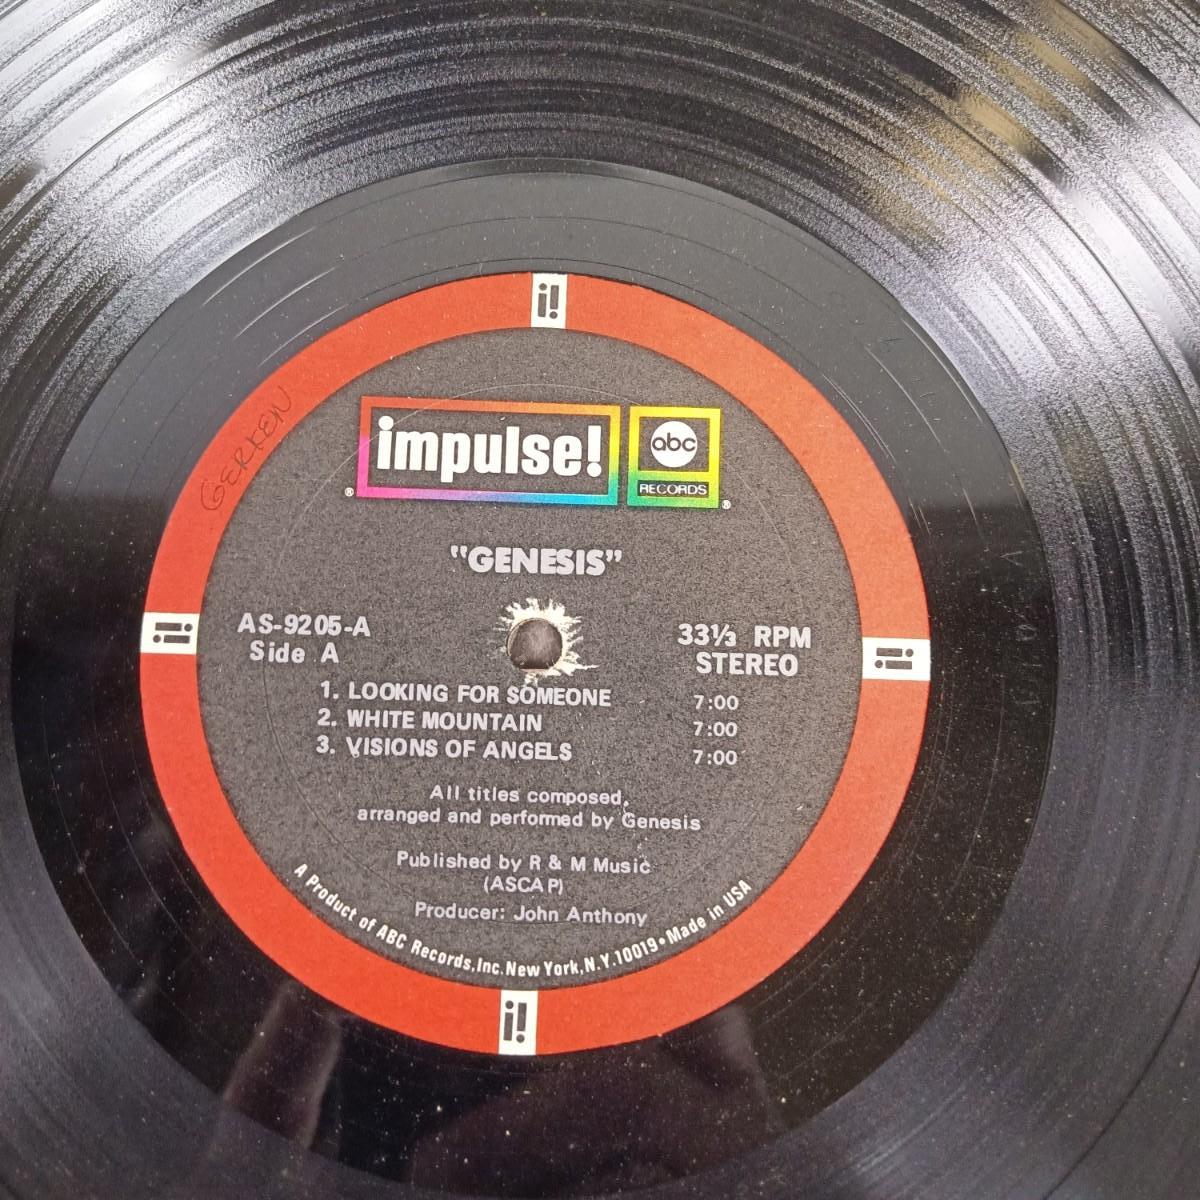 i!
GERKEN
impulse!
abc
RECORDS
®
®
"GENESIS"
AS-9205-A
Side A
33⅓ RPM
STEREO
i!
i!
1. LOOKING FOR SOMEONE 7:00
2. WHITE MOUNTAIN 7:00
3. VISIONS OF ANGELS 7:00
All titles composed,
arranged and performed by Genesis
Published by R & M Music
(ASCAP)
Producer: John Anthony
A Product of ABC Records, Inc. New York, N.Y. 10019 • Made in USA
i!